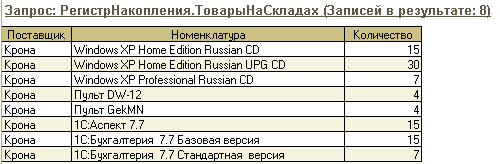 Запрос: РегистрНакопления.ТоварыНаСкладах (Записей в результате: 8)
Поставщик Номенклатура Количество
Крона Windows XP Home Edition Russian CD 15
Крона Windows XP Home Edition Russian UPG CD 30
Крона Windows XP Professional Russian CD 7
Крона Пульт DW-12 4
Крона Пульт GekMN 4
Крона 1С:Аспект 7.7 15
Крона 1С:Бухгалтерия 7.7 Базовая версия 15
Крона 1С:Бухгалтерия 7.7 Стандартная версия 7